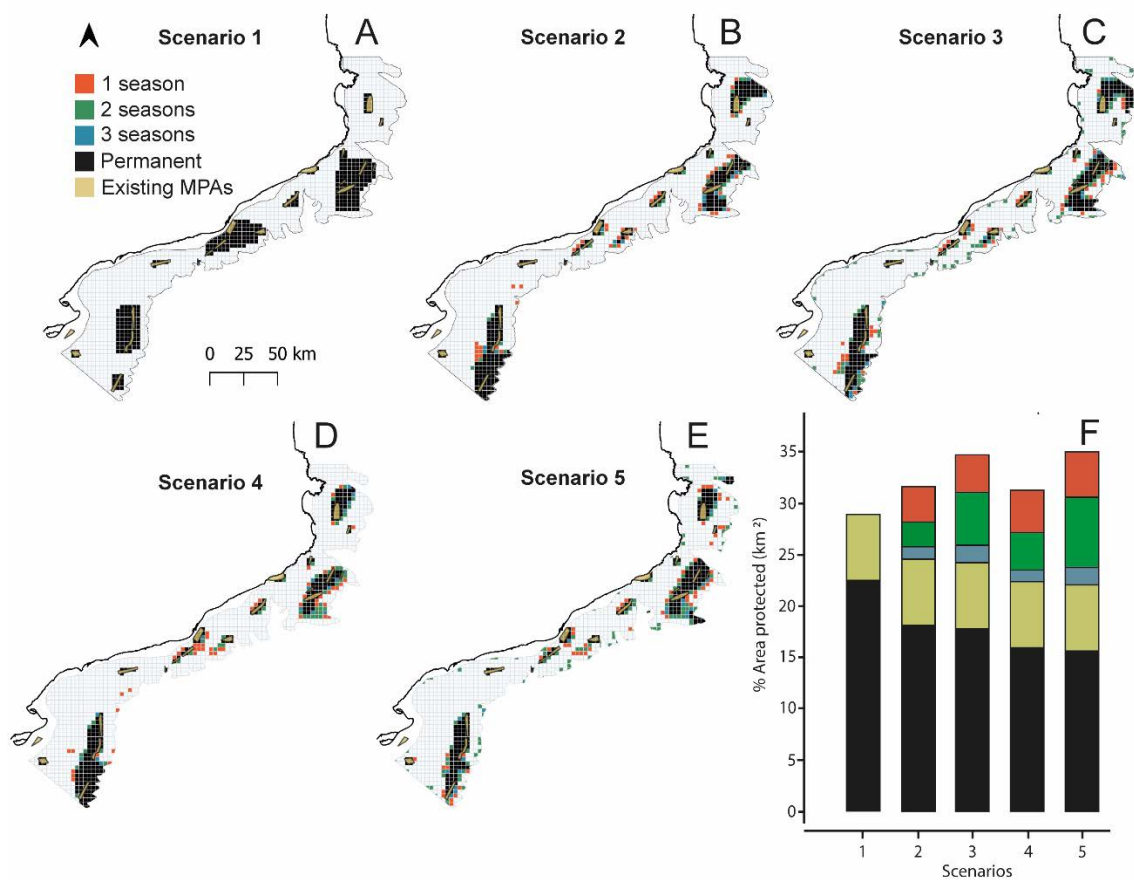 Scenario 1
A
1 season
2 seasons
3 seasons
Permanent
Existing MPAs
0 25 50 km
Scenario 2
B
Scenario 3
C
Scenario 4
D
Scenario 5
E
F
% Area protected (km ²)
35
30
25
20
15
10
5
0
1 2 3 4 5
Scenarios